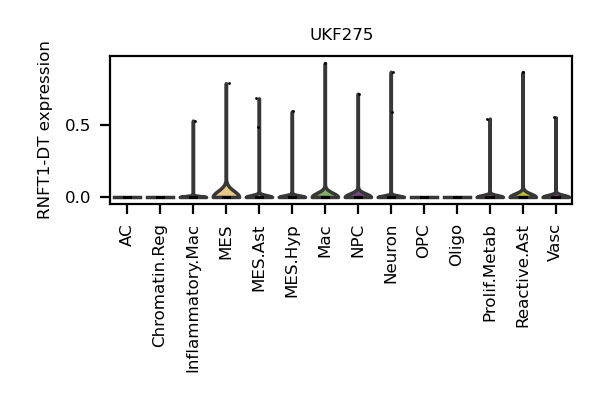 UKF275
RNFT1-DT expression
0.5
0.0
AC
Chromatin.Reg
Inflammatory.Mac
MES
MES.Ast
MES.Hyp
Mac
NPC
Neuron
OPC
Oligo
Prolif.Metab
Reactive.Ast
Vasc